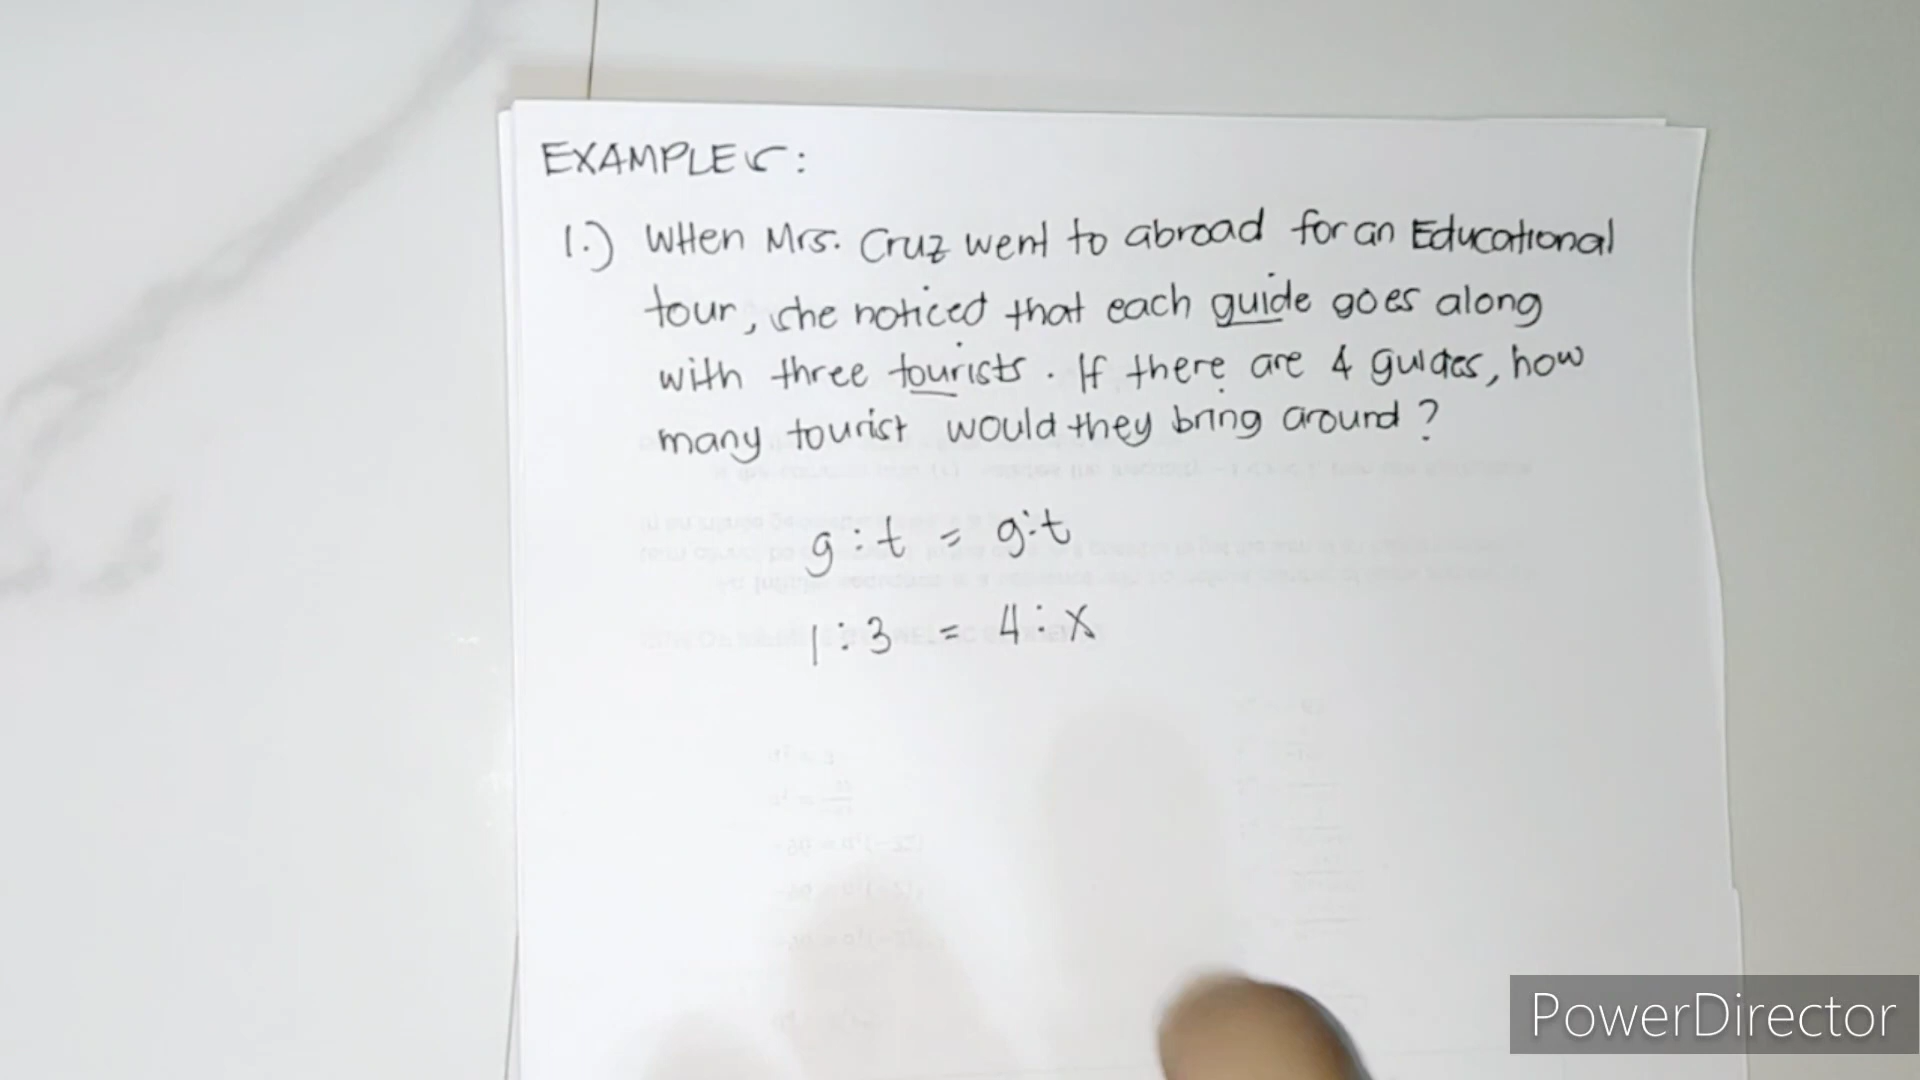 EXAMPLES:
1.) WHen Mrs. Cruz went to abroad for an Educational
tour, she noticed that each guide goes along
with three tourists. If there are 4 guides, how
many tourist would they bring around?
g:t = g:t
1:3 = 4:x
PowerDirector